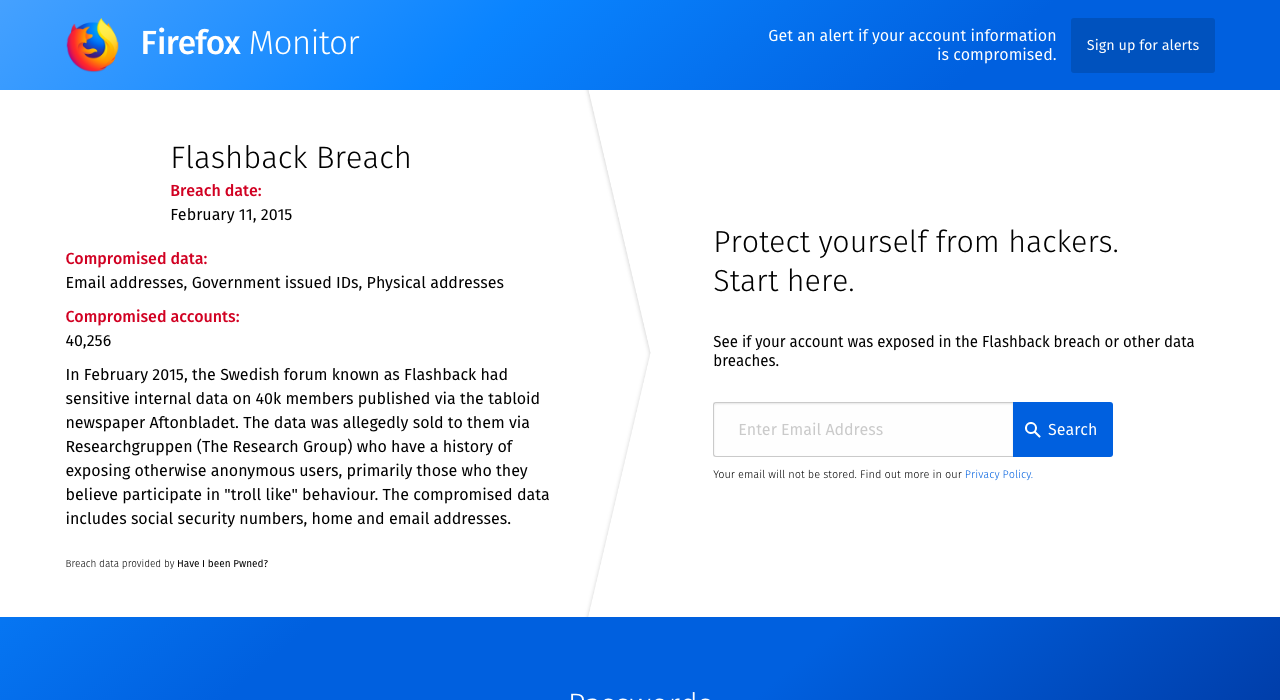 Firefox Monitor
Get an alert if your account information
is compromised.
Sign up for alerts
Flashback Breach
Breach date:
February 11, 2015
Compromised data:
Email addresses, Government issued IDs, Physical addresses
Compromised accounts:
40,256
In February 2015, the Swedish forum known as Flashback had
sensitive internal data on 40k members published via the tabloid
newspaper Aftonbladet. The data was allegedly sold to them via
Researchgruppen (The Research Group) who have a history of
exposing otherwise anonymous users, primarily those who they
believe participate in "troll like" behaviour. The compromised data
includes social security numbers, home and email addresses.
Breach data provided by Have I been Pwned?
Protect yourself from hackers.
Start here.
See if your account was exposed in the Flashback breach or other data
breaches.
Enter Email Address
Search
Your email will not be stored. Find out more in our Privacy Policy.
Passwords